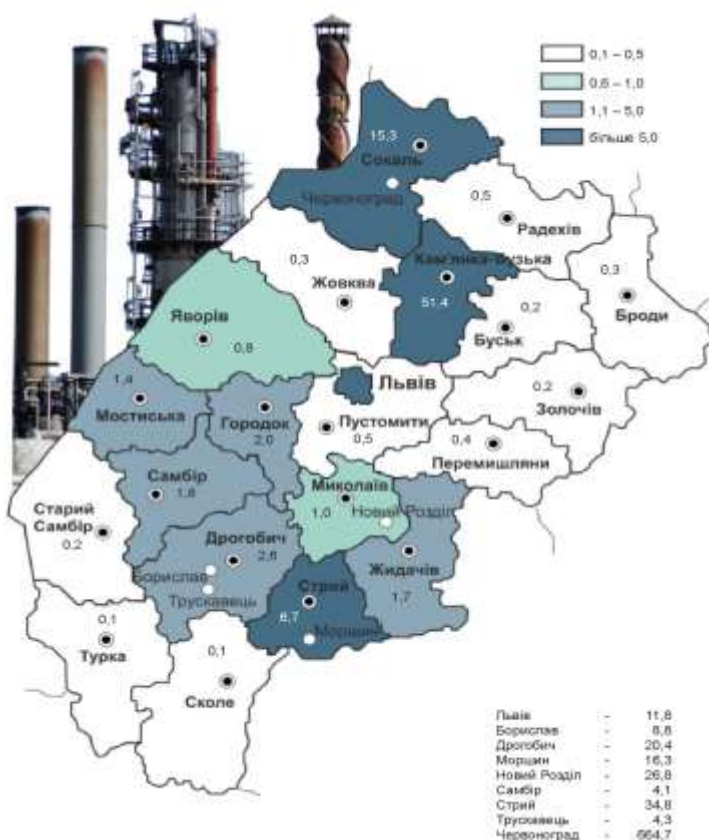 0,1 – 0,5
0,6 – 1,0
1,1 – 5,0
більше 5,0
15,3
Сокаль
Червоноград
0,5
Радехів
0,3
Жовква
Кам'янка-Бузька
51,4
0,3
Броди
0,2
Буськ
Яворів
0,8
1,4
Мостиська
Городок
2,0
Львів
Пустомити
0,5
0,2
Золочів
0,4
Перемишляни
Самбір
1,8
Миколаїв
1,0
Новий Розділ
Старий
Самбір
0,2
Дрогобич
2,6
Борислав
Трускавець
Жидачів
1,7
Стрий
6,7
Моршин
0,1
Турка
0,1
Сколе
Львів - 11,8
Борислав - 8,8
Дрогобич - 20,4
Моршин - 16,3
Новий Розділ - 26,8
Самбір - 4,1
Стрий - 34,8
Трускавець - 4,3
Червоноград - 664,7